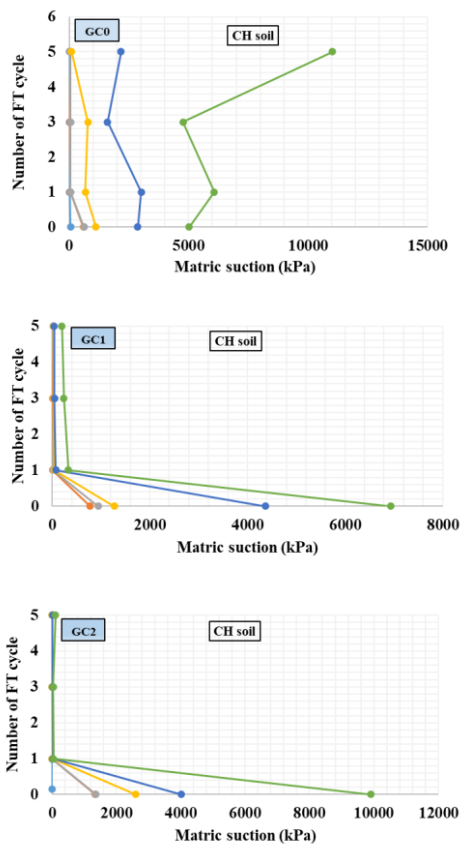 6
5
4
3
2
1
0
GC0
CH soil
Number of FT cycle
0
5000
10000
15000
Matric suction (kPa)
5
4
3
2
1
0
GC1
CH soil
Number of FT cycle
0
2000
4000
6000
8000
Matric suction (kPa)
5
4
3
2
1
0
GC2
CH soil
Number of FT cycle
0
2000
4000
6000
8000
10000
12000
Matric suction (kPa)